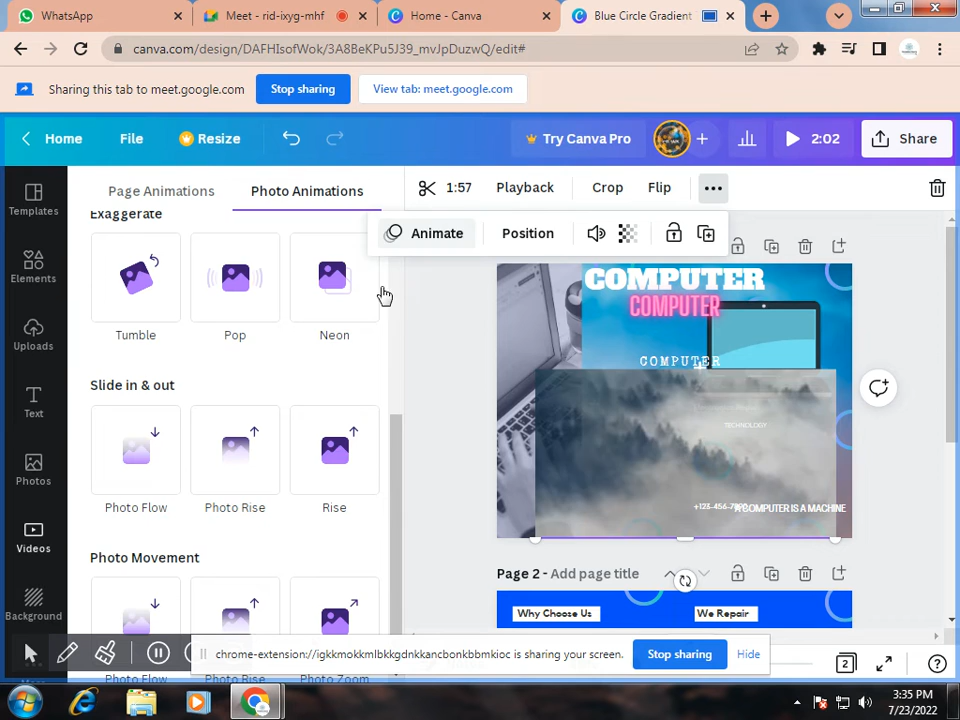 WhatsApp
Meet - rid-ixyg-mhf
Home - Canva
Blue Circle Gradient
canva.com/design/DAFHIsofWok/3A8BeKPu5J39_mvJpDuzwQ/edit#
Sharing this tab to meet.google.com
Stop sharing
View tab: meet.google.com
Home
File
Resize
Try Canva Pro
2:02
Share
Templates
Elements
Uploads
Text
Photos
Videos
Background
Page Animations
Photo Animations
1:57
Playback
Crop
Flip
Animate
Position
Exaggerate
Tumble
Pop
Neon
Slide in & out
Photo Flow
Photo Rise
Rise
Photo Movement
Photo Flow
Photo Rise
Photo Zoom
COMPUTER
COMPUTER
COMPUTER
TECHNOLOGY
A COMPUTER IS A MACHINE
Page 2 - Add page title
Why Choose Us
We Repair
chrome-extension://igkkmokkmlbkkgdnkkancbonkbbmkioc is sharing your screen.
Stop sharing
Hide
2
3:35 PM
7/23/2022